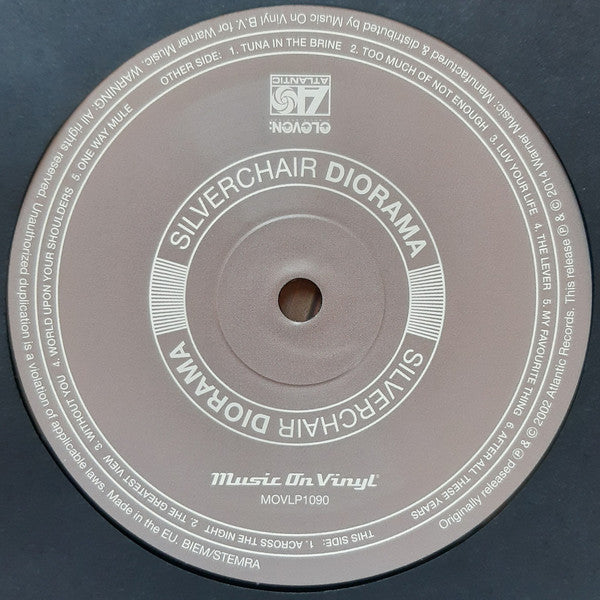 Originally released ℗ & © 2002 Atlantic Records. This release ℗ & © 2014 Warner Music. Manufactured & distributed by Music On Vinyl B.V. for Warner Music. WARNING: All rights reserved. Unauthorized duplication is a violation of applicable laws. Made in the EU. BIEM/STEMRA
THIS SIDE: 1. ACROSS THE NIGHT 2. THE GREATEST VIEW 3. WITHOUT YOU 4. WORLD UPON YOUR SHOULDERS 5. ONE WAY MULE
OTHER SIDE: 1. TUNA IN THE BRINE 2. TOO MUCH OF NOT ENOUGH 3. LUV YOUR LIFE 4. THE LEVER 5. MY FAVOURITE THING 6. AFTER ALL THESE YEARS
ATLANTIC
eleven:
SILVERCHAIR DIORAMA
SILVERCHAIR DIORAMA
Music On Vinyl
MOVLP1090